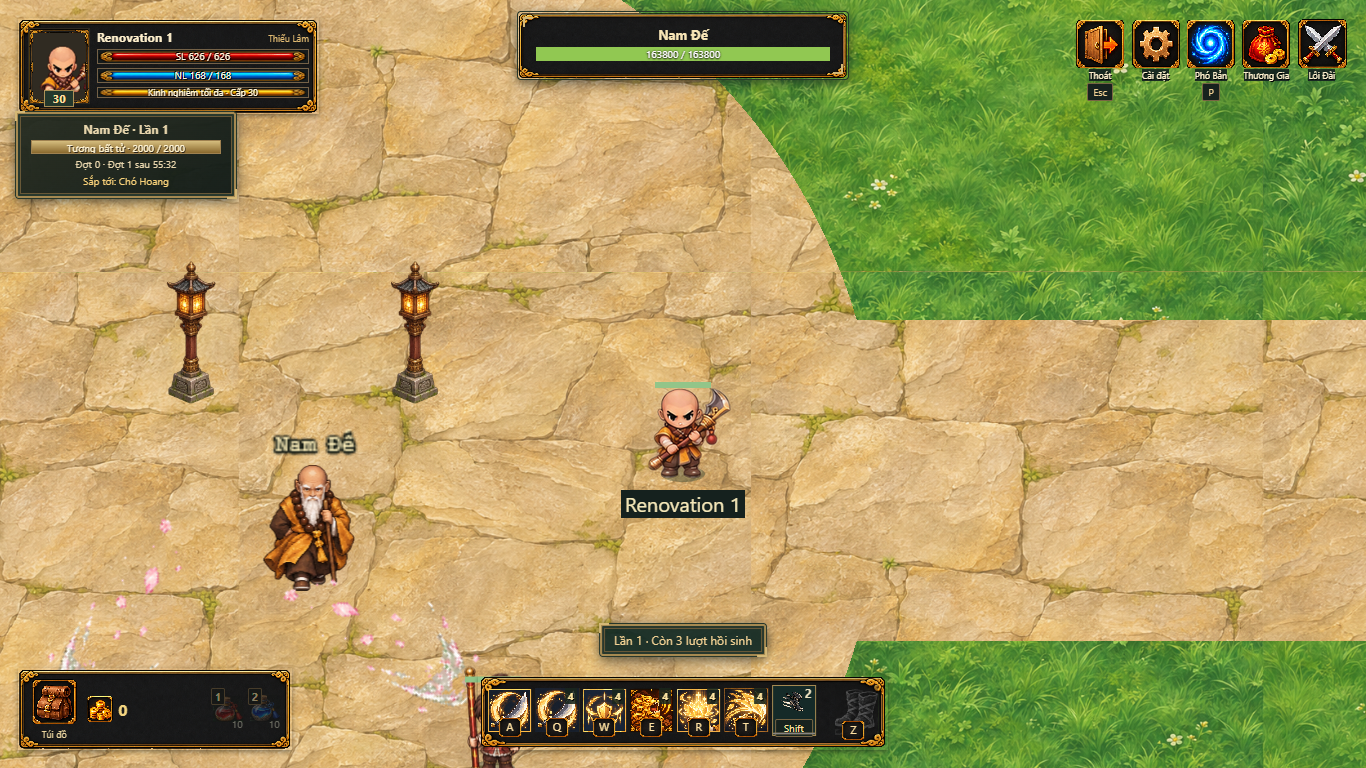 Renovation 1
Thiếu Lâm
SL 626 / 626
NL 168 / 168
Kinh nghiệm tối đa · Cấp 30
30
Nam Đế · Lần 1
Tượng bất tử · 2000 / 2000
Đợt 0 · Đợt 1 sau 55:32
Sắp tới: Chó Hoang
Nam Đế
163800 / 163800
Thoát
Cài đặt
Phó Bản
Thương Gia
Lôi Đài
Esc
P
Nam Đế
Renovation 1
Lần 1 · Còn 3 lượt hồi sinh
Túi đồ
0
1
10
2
10
A
4
Q
4
W
4
E
4
R
4
T
2
Shift
Z